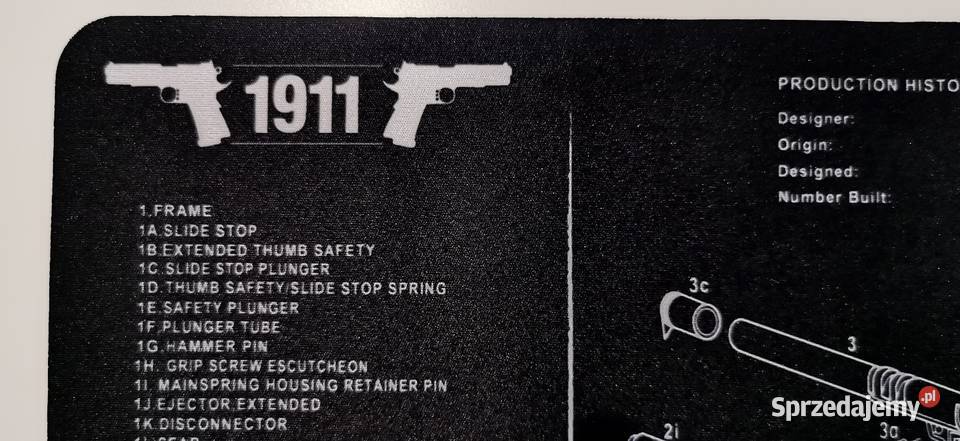 1911
1.FRAME
1A.SLIDE STOP
1B.EXTENDED THUMB SAFETY
1C.SLIDE STOP PLUNGER
1D.THUMB SAFETY/SLIDE STOP SPRING
1E.SAFETY PLUNGER
1F.PLUNGER TUBE
1G.HAMMER PIN
1H. GRIP SCREW ESCUTCHEON
1I. MAINSPRING HOUSING RETAINER PIN
1J.EJECTOR,EXTENDED
1K.DISCONNECTOR
PRODUCTION HISTO
Designer:
Origin:
Designed:
Number Built:
3c
3
3a
2i
Sprzedajemy.pl